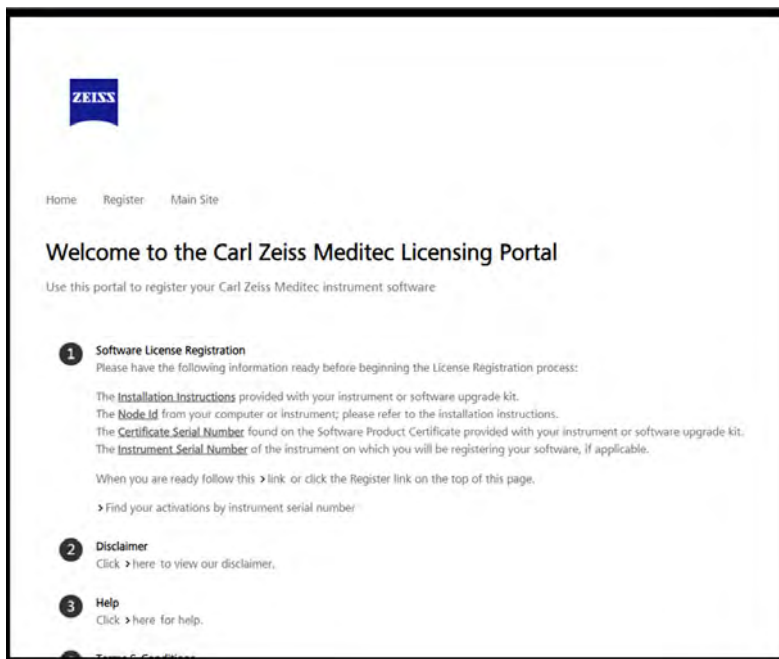 ZEISS
Home Register Main Site
Welcome to the Carl Zeiss Meditec Licensing Portal
Use this portal to register your Carl Zeiss Meditec instrument software
1 Software License Registration
Please have the following information ready before beginning the License Registration process:
The Installation Instructions provided with your instrument or software upgrade kit.
The Node Id from your computer or instrument; please refer to the installation instructions.
The Certificate Serial Number found on the Software Product Certificate provided with your instrument or software upgrade kit.
The Instrument Serial Number of the instrument on which you will be registering your software, if applicable.
When you are ready follow this > link or click the Register link on the top of this page.
> Find your activations by instrument serial number
2 Disclaimer
Click > here to view our disclaimer.
3 Help
Click > here for help.
Terms & Conditions